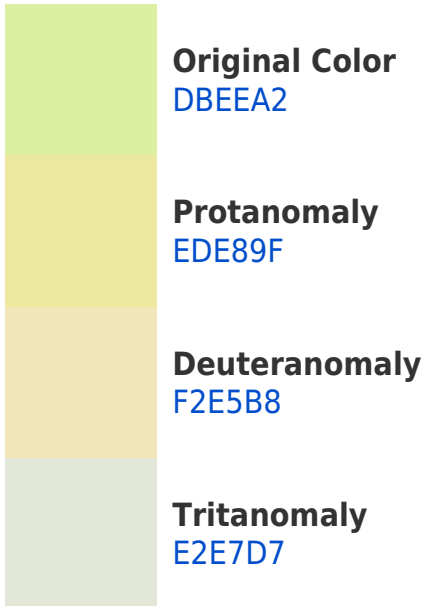 Original Color
DBEEA2
Protanomaly
EDE89F
Deuteranomaly
F2E5B8
Tritanomaly
E2E7D7